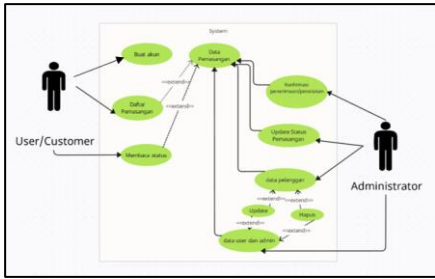 System
Buat akun
Data
Pemasangan
<<extend>>
<<extend>>
Daftar
Pemasangan
Konfirmasi
penerimaan/penolakan
User/Customer
Membaca status
Update Status
Pemasangan
Administrator
data pelanggan
<<extend>>
<<extend>>
Update
Hapus
<<extend>>
<<extend>>
data user dan admin